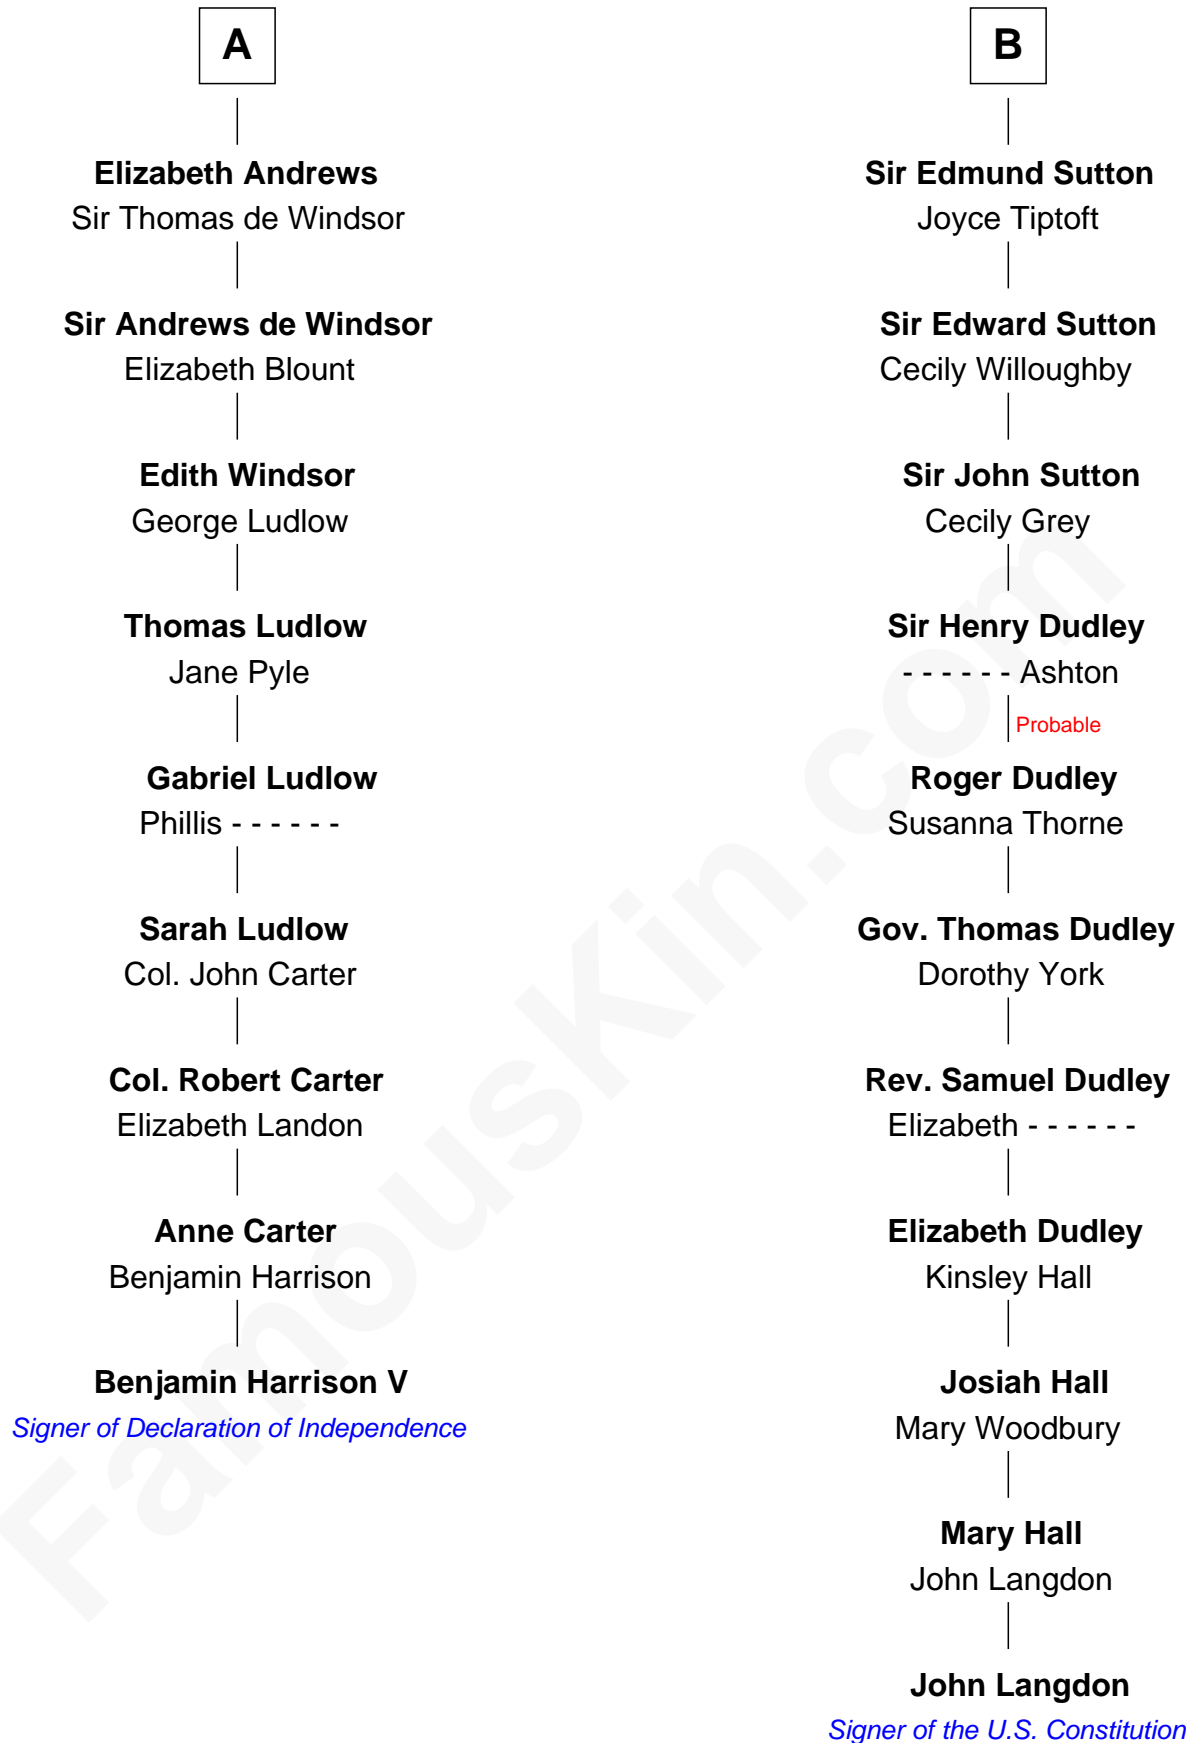 A
Elizabeth Andrews
Sir Thomas de Windsor
Sir Andrews de Windsor
Elizabeth Blount
Edith Windsor
George Ludlow
Thomas Ludlow
Jane Pyle
Gabriel Ludlow
Phillis - - - - - -
Sarah Ludlow
Col. John Carter
Col. Robert Carter
Elizabeth Landon
Anne Carter
Benjamin Harrison
Benjamin Harrison V
Signer of Declaration of Independence
B
Sir Edmund Sutton
Joyce Tiptoft
Sir Edward Sutton
Cecily Willoughby
Sir John Sutton
Cecily Grey
Sir Henry Dudley
- - - - - - Ashton
Probable
Roger Dudley
Susanna Thorne
Gov. Thomas Dudley
Dorothy York
Rev. Samuel Dudley
Elizabeth - - - - - -
Elizabeth Dudley
Kinsley Hall
Josiah Hall
Mary Woodbury
Mary Hall
John Langdon
John Langdon
Signer of the U.S. Constitution
FamousKin.com